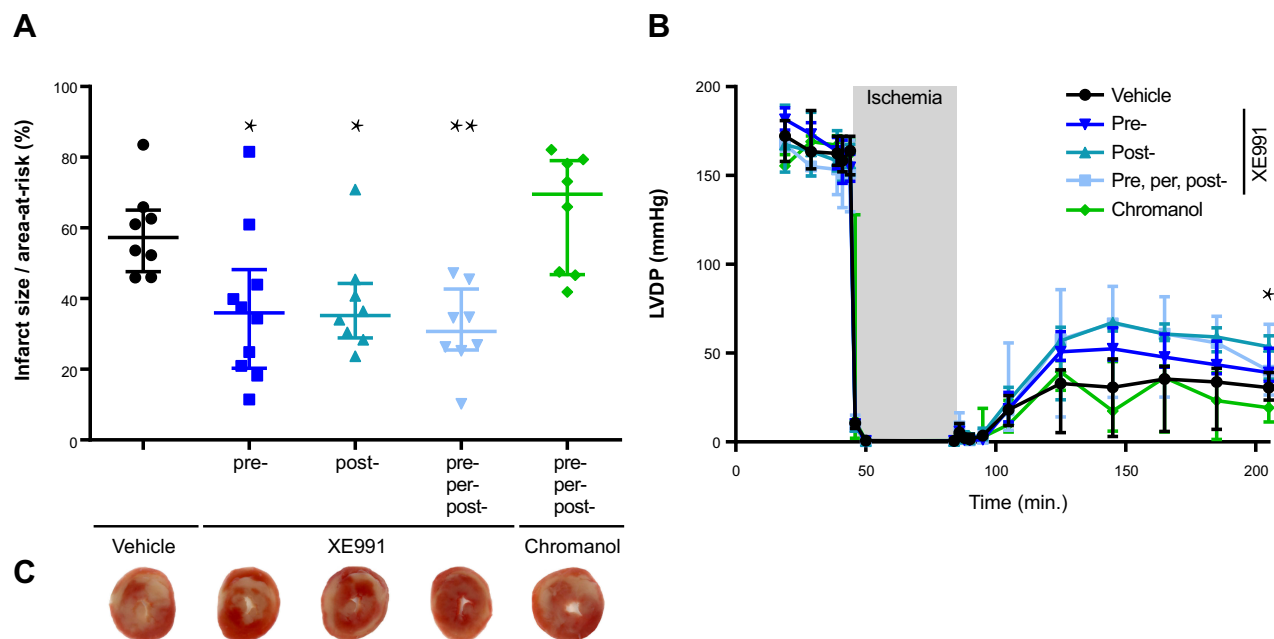 A
Infarct size / area-at-risk (%)
100
80
60
40
20
0
* * ** 
pre- post- pre- pre-
per- per-
post- post-
Vehicle XE991 Chromanol
B
LVDP (mmHg)
200
150
100
50
0
Ischemia
Vehicle
Pre-
Post-
Pre, per, post-
Chromanol
XE991
*
0 50 100 150 200
Time (min.)
C